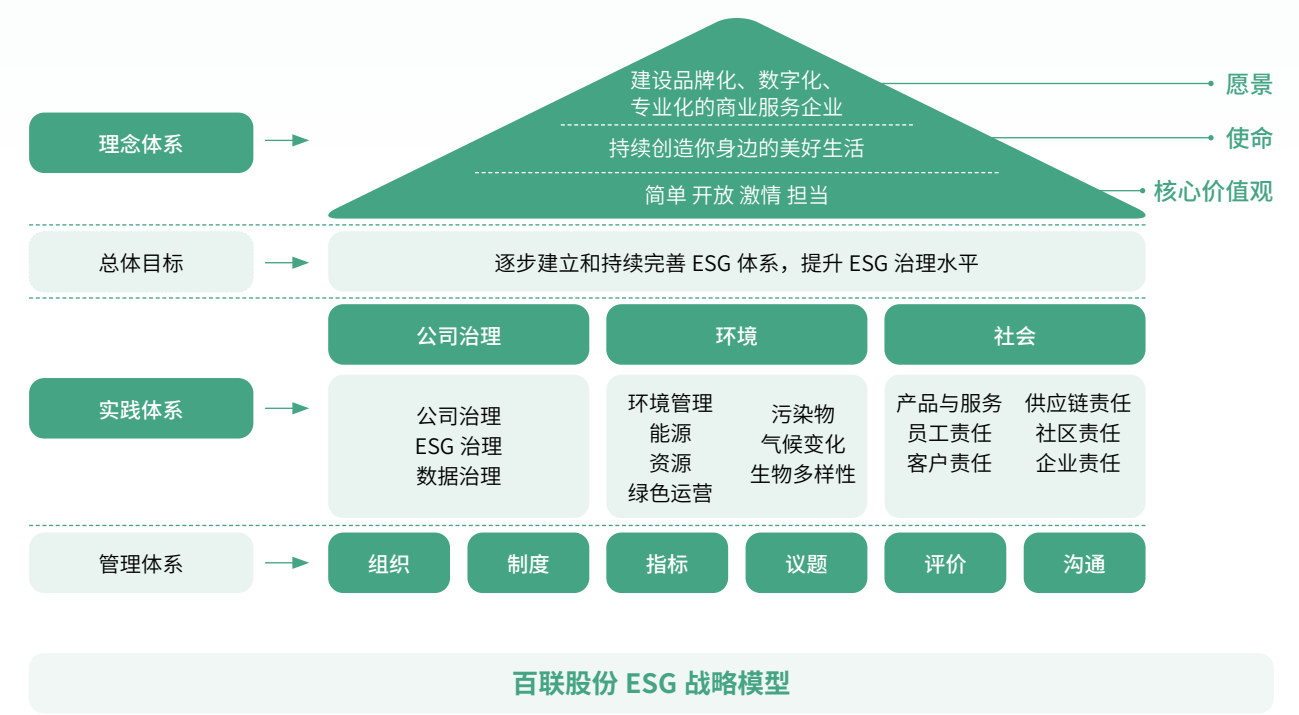 理念体系
建设品牌化、数字化、
专业化的商业服务企业
愿景
持续创造你身边的美好生活
使命
简单 开放 激情 担当
核心价值观
总体目标
逐步建立和持续完善 ESG 体系，提升 ESG 治理水平
实践体系
公司治理
公司治理
ESG 治理
数据治理
环境
环境管理
能源
资源
绿色运营
污染物
气候变化
生物多样性
社会
产品与服务
员工责任
客户责任
供应链责任
社区责任
企业责任
管理体系
组织
制度
指标
议题
评价
沟通
百联股份 ESG 战略模型